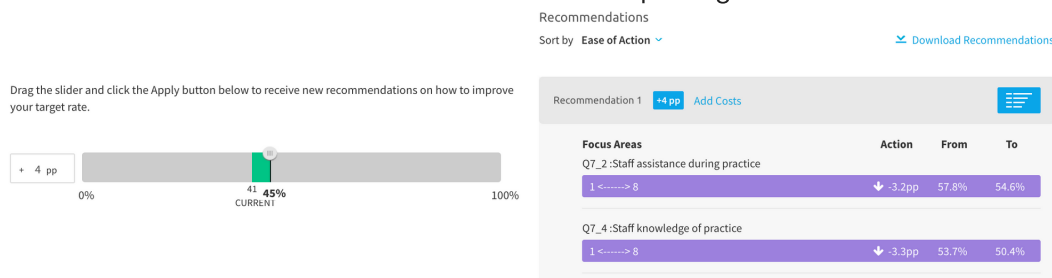 Drag the slider and click the Apply button below to receive new recommendations on how to improve
your target rate.
+ 4 pp
0%
41
45%
CURRENT
100%
Recommendations
Sort by Ease of Action
Download Recommendations
Recommendation 1 +4 pp Add Costs
Focus Areas Action From To
Q7_2 :Staff assistance during practice
1 <------> 8 -3.2pp 57.8% 54.6%
Q7_4 :Staff knowledge of practice
1 <------> 8 -3.3pp 53.7% 50.4%